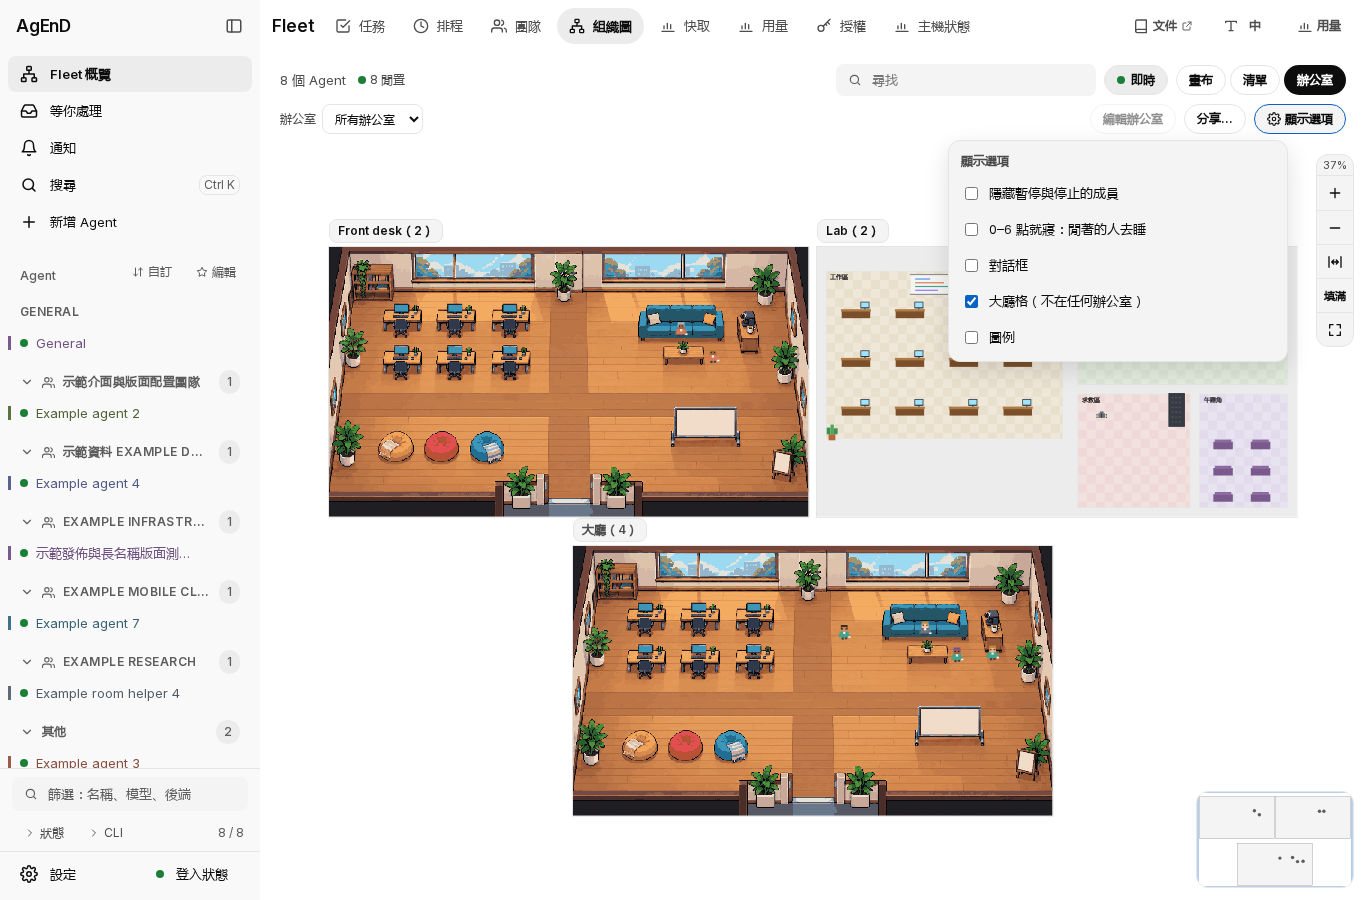 AgEnD
Fleet 概覽
等你處理
通知
搜尋
Ctrl K
新增 Agent
Agent
自訂
編輯
GENERAL
General
示範介面與版面配置團隊
1
Example agent 2
示範資料 EXAMPLE D...
1
Example agent 4
EXAMPLE INFRASTR...
1
示範發佈與長名稱版面測...
EXAMPLE MOBILE CL...
1
Example agent 7
EXAMPLE RESEARCH
1
Example room helper 4
其他
2
Example agent 3
篩選：名稱、模型、後端
狀態
CLI
8 / 8
設定
登入狀態
Fleet
任務
排程
團隊
組織圖
快取
用量
授權
主機狀態
文件
中
用量
8 個 Agent
8 閒置
尋找
即時
畫布
清單
辦公室
辦公室
所有辦公室
編輯辦公室
分享...
顯示選項
顯示選項
隱藏暫停與停止的成員
0–6 點就寢：閒著的人去睡
對話框
大廳格（不在任何辦公室）
圖例
37%
填滿
Front desk（2）
Lab（2）
工作區
求救區
午睡角
大廳（4）